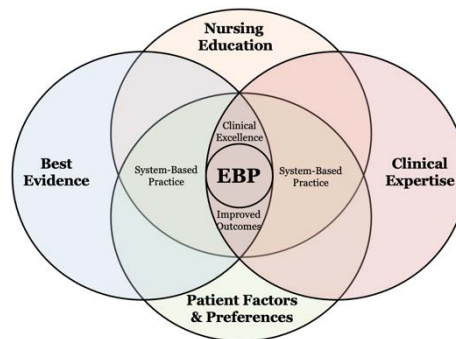 Nursing
Education
Clinical
Excellence
Best
Evidence
System-Based
Practice
EBP
System-Based
Practice
Clinical
Expertise
Improved
Outcomes
Patient Factors
& Preferences